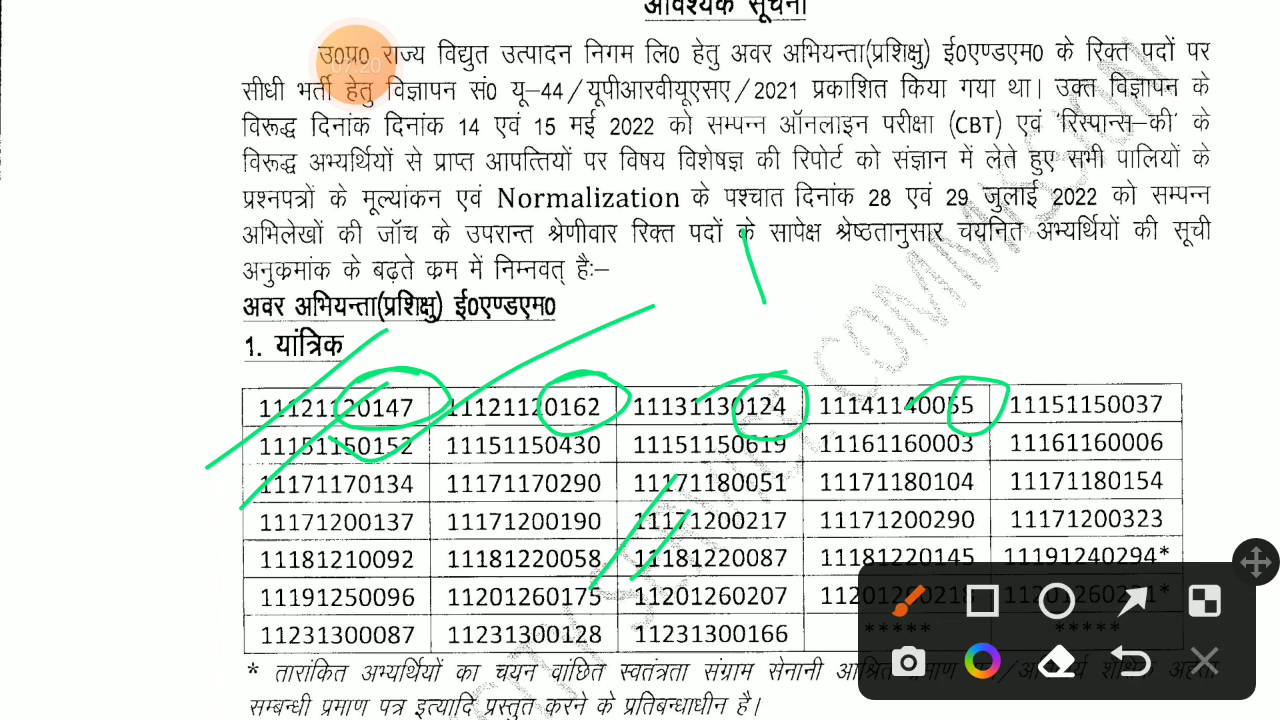 आवश्यक सूचना
07:20
उ0प्र0 राज्य विद्युत उत्पादन निगम लि0 हेतु अवर अभियन्ता(प्रशिक्षु) ई0एण्डएम0 के रिक्त पदों पर
सीधी भर्ती हेतु विज्ञापन सं0 यू–44/यूपीआरवीयूएसए/2021 प्रकाशित किया गया था। उक्त विज्ञापन के
विरूद्ध दिनांक दिनांक 14 एवं 15 मई 2022 को सम्पन्न ऑनलाइन परीक्षा (CBT) एवं 'रिस्पान्स–की' के
विरूद्ध अभ्यर्थियों से प्राप्त आपत्तियों पर विषय विशेषज्ञ की रिपोर्ट को संज्ञान में लेते हुए सभी पालियों के
प्रश्नपत्रों के मूल्यांकन एवं Normalization के पश्चात दिनांक 28 एवं 29 जुलाई 2022 को सम्पन्न
अभिलेखों की जॉच के उपरान्त श्रेणीवार रिक्त पदों के सापेक्ष श्रेष्ठतानुसार चयनित अभ्यर्थियों की सूची
अनुक्रमांक के बढ़ते क्रम में निम्नवत् है:–
अवर अभियन्ता(प्रशिक्षु) ई0एण्डएम0
1. यांत्रिक
11121120147 11121120162 11131130124 11141140055 11151150037
11151150152 11151150430 11151150619 11161160003 11161160006
11171170134 11171170290 11171180051 11171180104 11171180154
11171200137 11171200190 11171200217 11171200290 11171200323
11181210092 11181220058 11181220087 11181220145 11191240294*
11191250096 11201260175 11201260207 11201260218
11231300087 11231300128 11231300166 ***** *****
* तारांकित अभ्यर्थियों का चयन वांछित स्वतंत्रता संग्राम सेनानी आश्रित प्रमाण
सम्बन्धी प्रमाण पत्र इत्यादि प्रस्तुत करने के प्रतिबन्धाधीन है।
COMMISSION